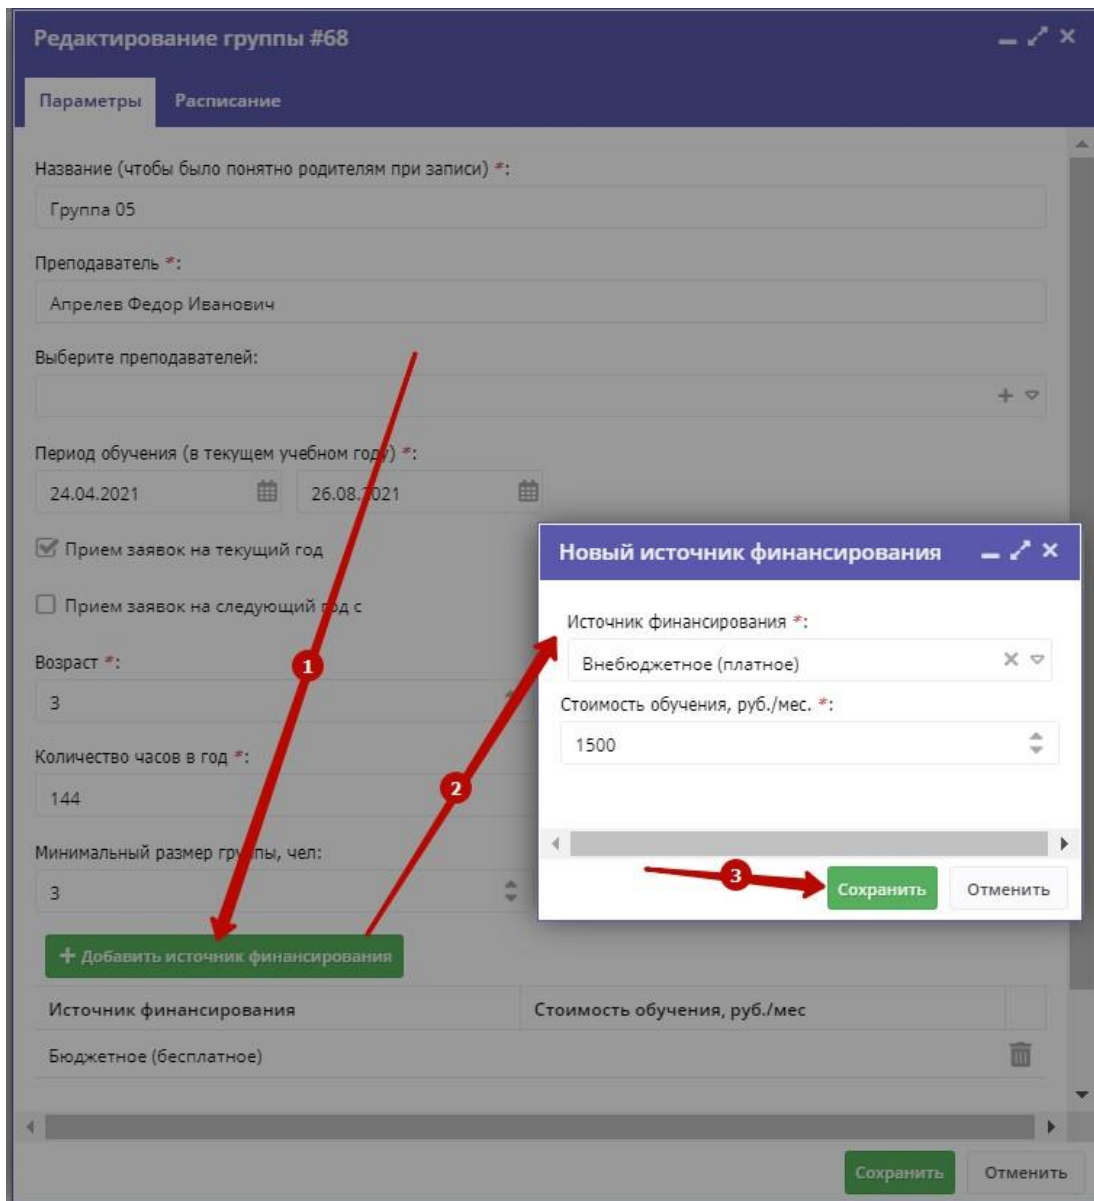 Редактирование группы #68
Параметры Расписание
Название (чтобы было понятно родителям при записи) *:
Группа 05
Преподаватель *:
Апрелев Федор Иванович
Выберите преподавателей:
Период обучения (в текущем учебном году) *:
24.04.2021 26.08.2021
Прием заявок на текущий год
Прием заявок на следующий год с
Возраст *:
3
Количество часов в год *:
144
Минимальный размер группы, чел:
3
+ Добавить источник финансирования
Источник финансирования Стоимость обучения, руб./мес
Бюджетное (бесплатное)
Сохранить Отменить
Новый источник финансирования
Источник финансирования *:
Внебюджетное (платное)
Стоимость обучения, руб./мес. *:
1500
Сохранить Отменить
1
2
3